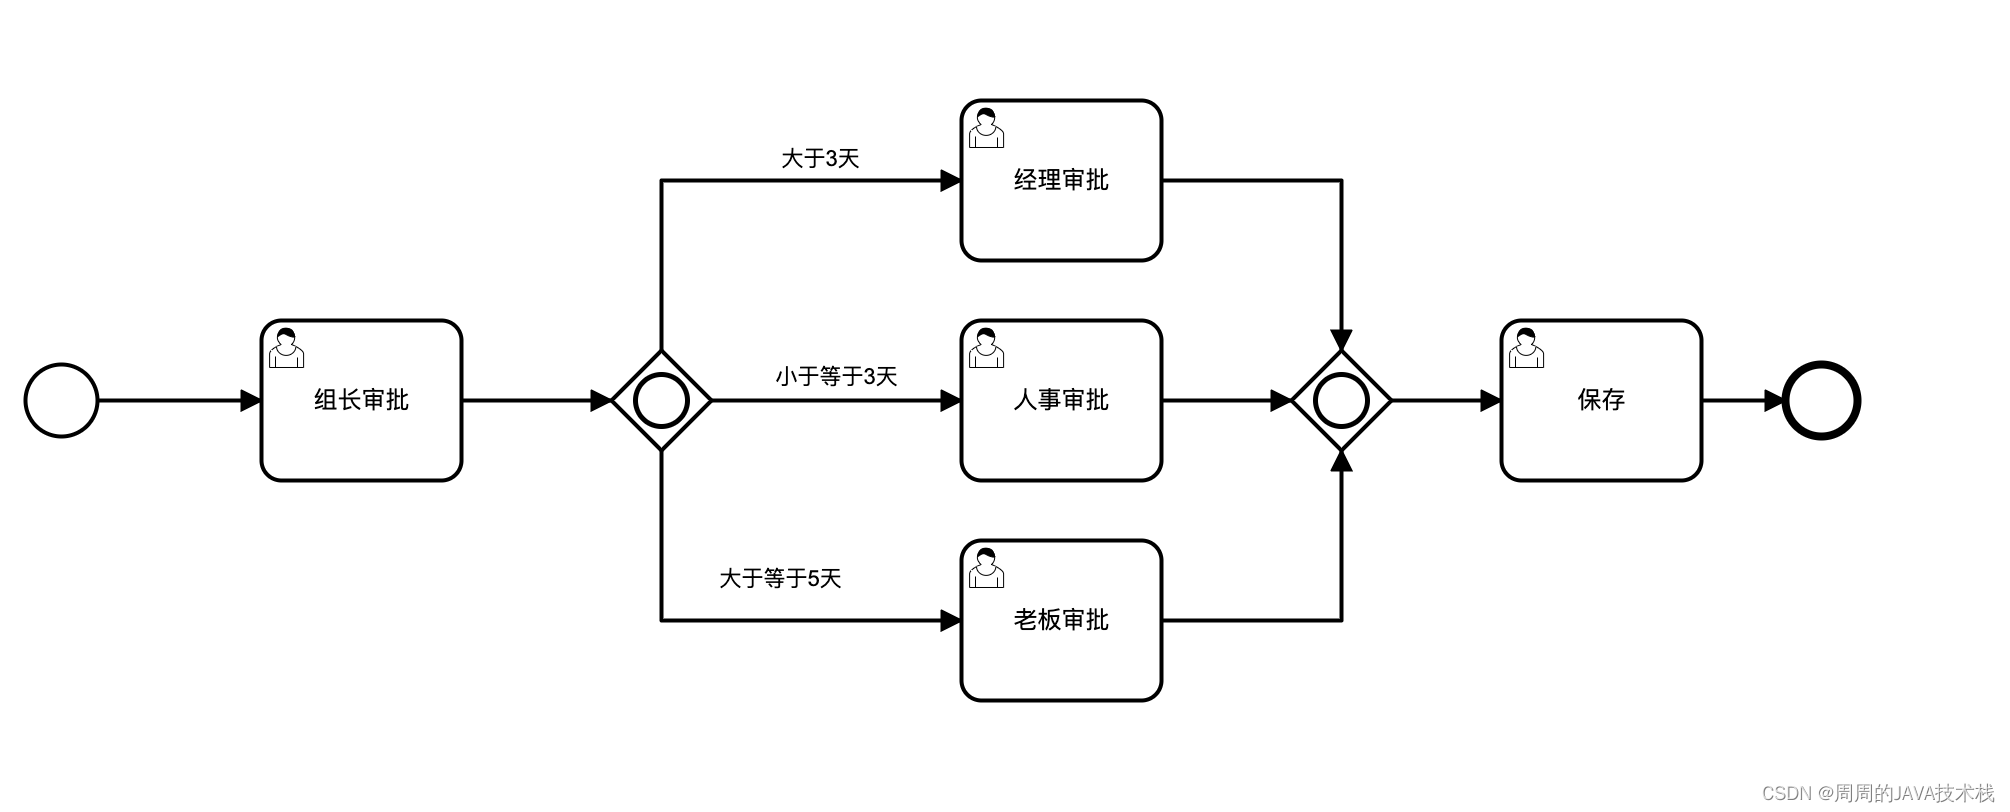 大于3天
经理审批
组长审批
小于等于3天
人事审批
保存
大于等于5天
老板审批
CSDN @周周的JAVA技术栈